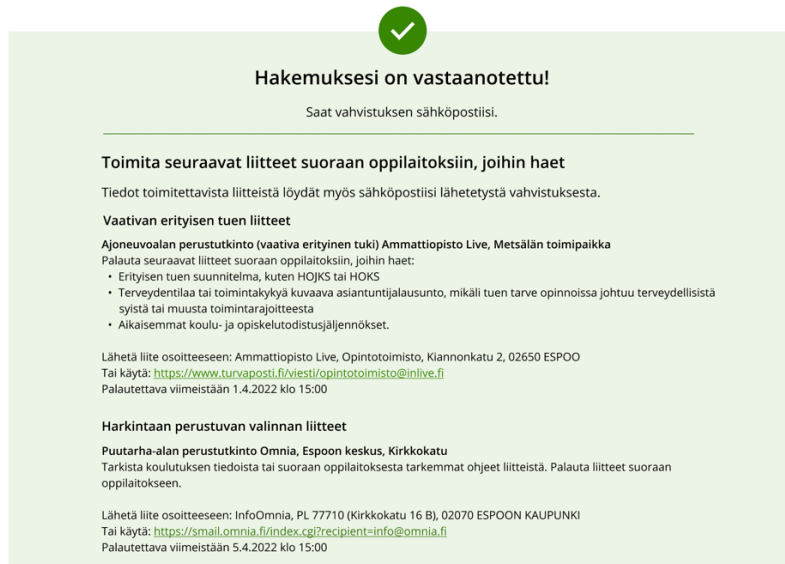 Hakemuksesi on vastaanotettu!
Saat vahvistuksen sähköpostiisi.
Toimita seuraavat liitteet suoraan oppilaitoksiin, joihin haet
Tiedot toimitettavista liitteistä löydät myös sähköpostiisi lähetetystä vahvistuksesta.
Vaativan erityisen tuen liitteet
Ajoneuvoalan perustutkinto (vaativa erityinen tuki) Ammattiopisto Live, Metsälän toimipaikka
Palauta seuraavat liitteet suoraan oppilaitoksiin, joihin haet:
• Erityisen tuen suunnitelma, kuten HOJKS tai HOKS
• Terveydentilaa tai toimintakykyä kuvaava asiantuntijalausunto, mikäli tuen tarve opinnoissa johtuu terveydellisistä
syistä tai muusta toimintarajoitteesta
• Aikaisemmat koulu- ja opiskelutodistusjäljennökset.
Lähetä liite osoitteeseen: Ammattiopisto Live, Opintotoimisto, Kiannonkatu 2, 02650 ESPOO
Tai käytä: https://www.turvaposti.fi/viesti/opintotoimisto@inlive.fi
Palautettava viimeistään 1.4.2022 klo 15:00
Harkintaan perustuvan valinnan liitteet
Puutarha-alan perustutkinto Omnia, Espoon keskus, Kirkkokatu
Tarkista koulutuksen tiedoista tai suoraan oppilaitoksesta tarkemmat ohjeet liitteistä. Palauta liitteet suoraan
oppilaitokseen.
Lähetä liite osoitteeseen: InfoOmnia, PL 77710 (Kirkkokatu 16 B), 02070 ESPOON KAUPUNKI
Tai käytä: https://smail.omnia.fi/index.cgi?recipient=info@omnia.fi
Palautettava viimeistään 5.4.2022 klo 15:00